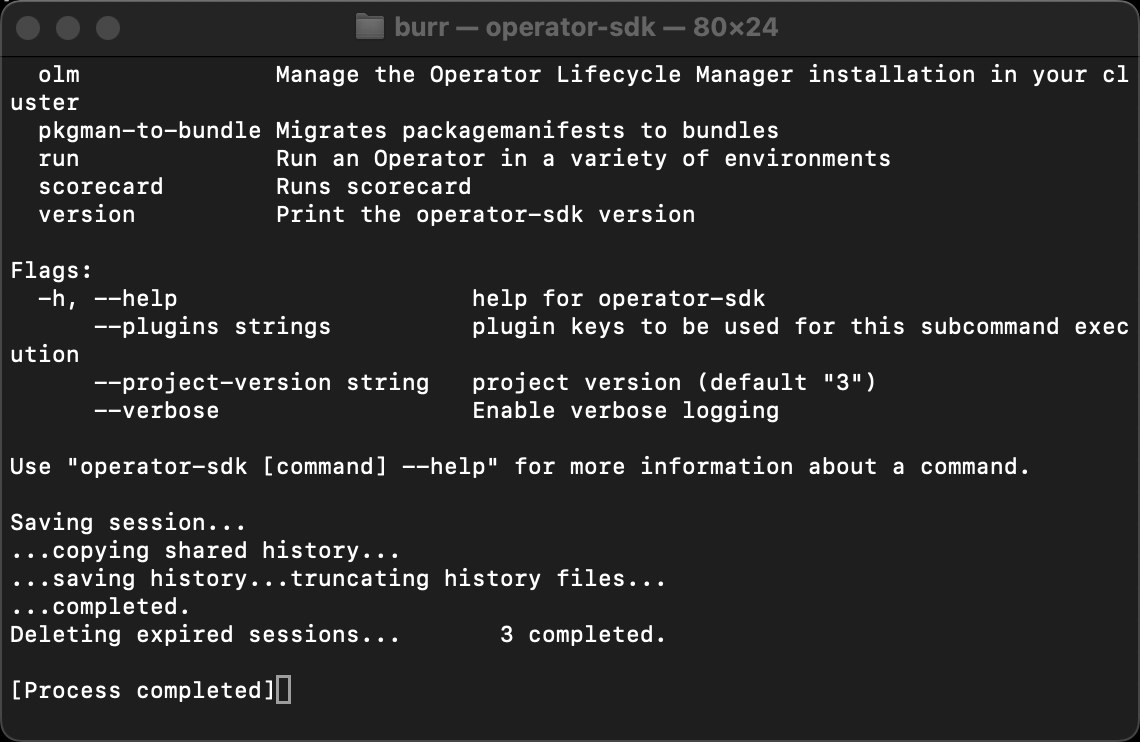 burr — operator-sdk — 80×24
  olm              Manage the Operator Lifecycle Manager installation in your cl
uster
  pkgman-to-bundle Migrates packagemanifests to bundles
  run              Run an Operator in a variety of environments
  scorecard        Runs scorecard
  version          Print the operator-sdk version

Flags:
  -h, --help                     help for operator-sdk
      --plugins strings          plugin keys to be used for this subcommand exec
ution
      --project-version string   project version (default "3")
      --verbose                  Enable verbose logging

Use "operator-sdk [command] --help" for more information about a command.

Saving session...
...copying shared history...
...saving history...truncating history files...
...completed.
Deleting expired sessions...       3 completed.

[Process completed]